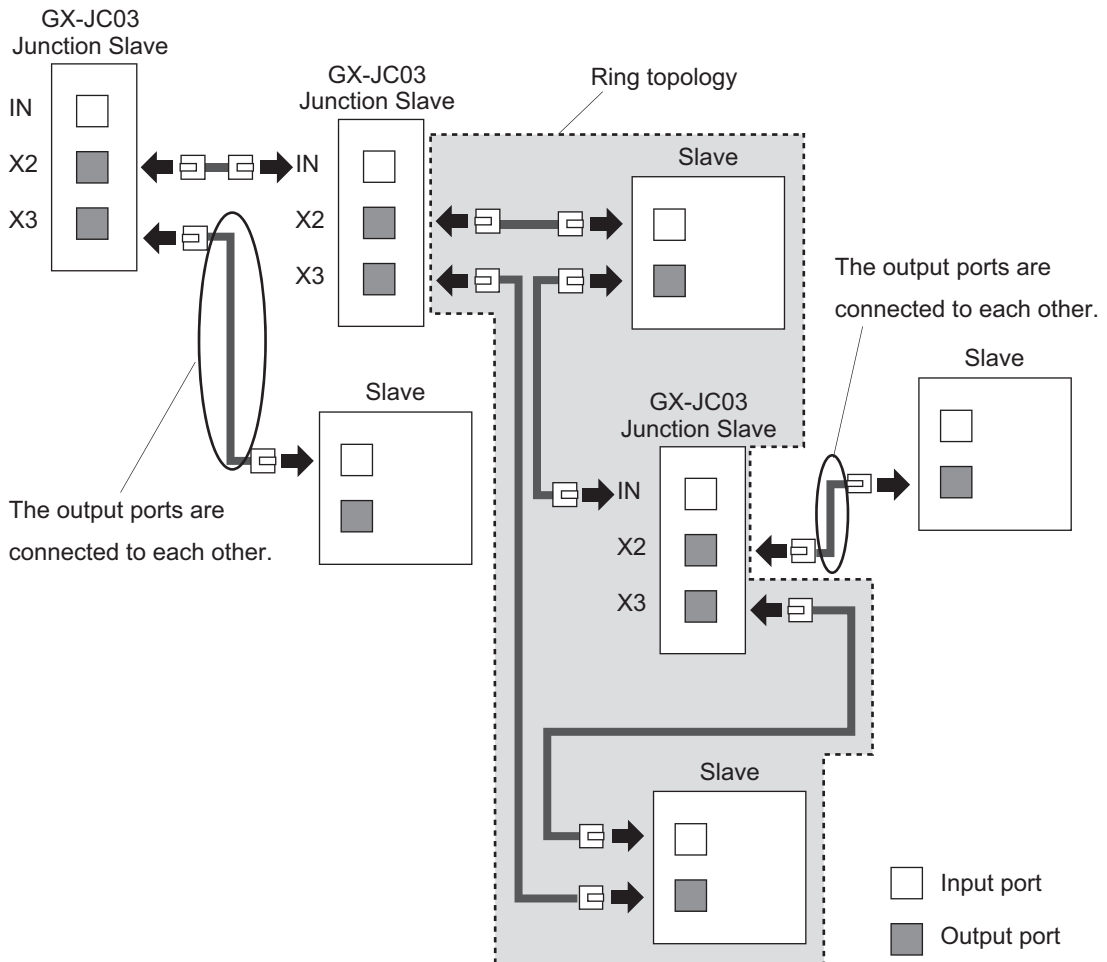 GX-JC03
Junction Slave
IN
X2
X3
GX-JC03
Junction Slave
IN
X2
X3
Ring topology
Slave
The output ports are
connected to each other.
Slave
Slave
The output ports are
connected to each other.
GX-JC03
Junction Slave
IN
X2
X3
Slave
Input port
Output port